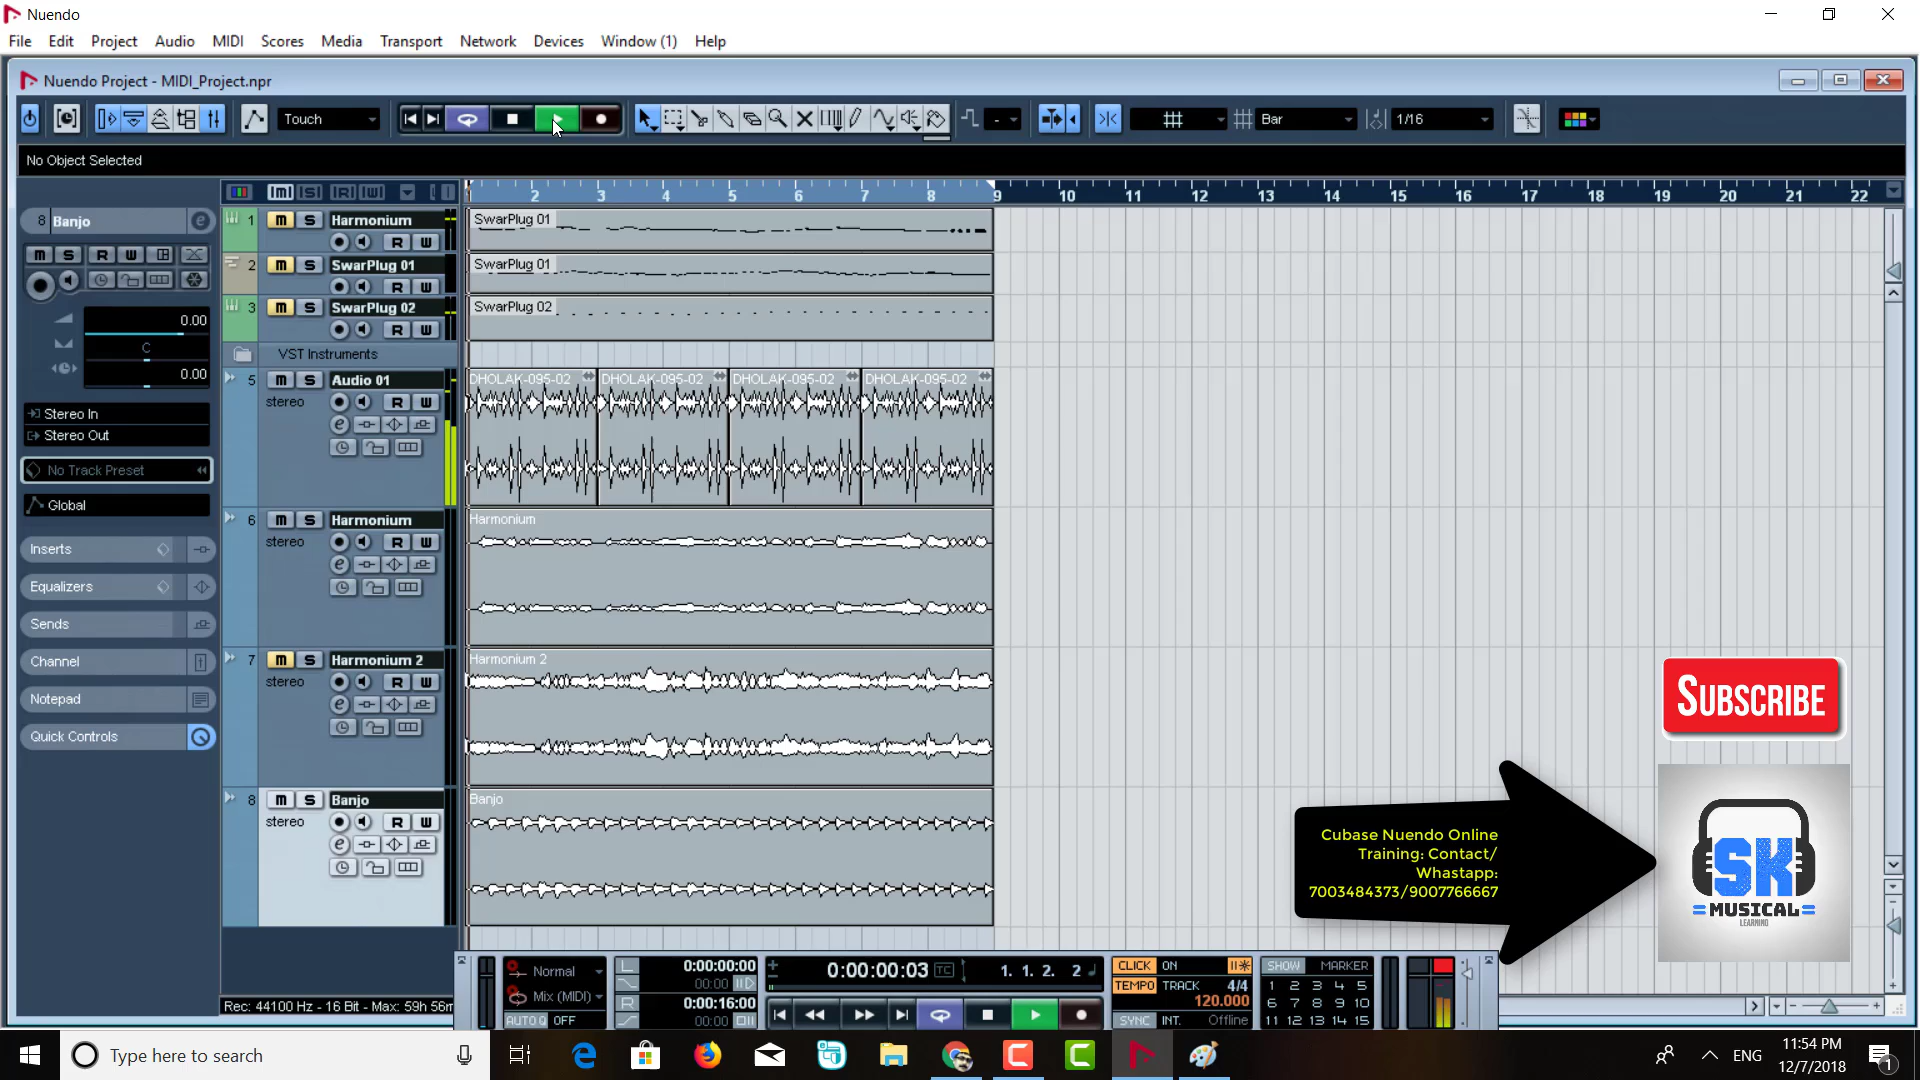 Nuendo
File Edit Project Audio MIDI Scores Media Transport Network Devices Window (1) Help
Nuendo Project - MIDI_Project.npr
Touch - Bar 1/16
No Object Selected
m S R W 2 3 4 5 6 7 8 9 10 11 12 13 14 15 16 17 18 19 20 21 22
8 Banjo e
m S R W
0.00
C
0.00
Stereo In
Stereo Out
No Track Preset
Global
Inserts
Equalizers
Sends
Channel
Notepad
Quick Controls
1 m S Harmonium
R W
SwarPlug 01
2 m S SwarPlug 01
R W
SwarPlug 01
3 m S SwarPlug 02
R W
SwarPlug 02
VST Instruments
5 m S Audio 01
stereo R W
e
DHOLAK-095-02 DHOLAK-095-02 DHOLAK-095-02 DHOLAK-095-02
6 m S Harmonium
stereo R W
e
Harmonium
7 m S Harmonium 2
stereo R W
e
Harmonium 2
8 m S Banjo
stereo R W
e
Banjo
SUBSCRIBE
Cubase Nuendo Online
Training: Contact/
Whastapp:
7003484373/9007766667
SK
MUSICAL
LEARNING
Rec: 44100 Hz - 16 Bit - Max: 59h 56m
Normal
Mix (MIDI)
AUTO Q OFF
L 0:00:00:00
00:00
R 0:00:16:00
00:00
0:00:00:03 TC 1. 1. 2. 2
CLICK ON
TEMPO TRACK 4/4
120.000
SYNC INT. Offline
SHOW MARKER
1 2 3 4 5
6 7 8 9 10
11 12 13 14 15
Type here to search
ENG
11:54 PM
12/7/2018
1